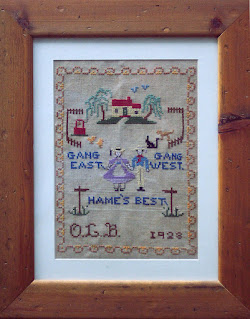 GANG GANG
EAST. WEST.
HAME'S BEST.
O.L.B. 1928